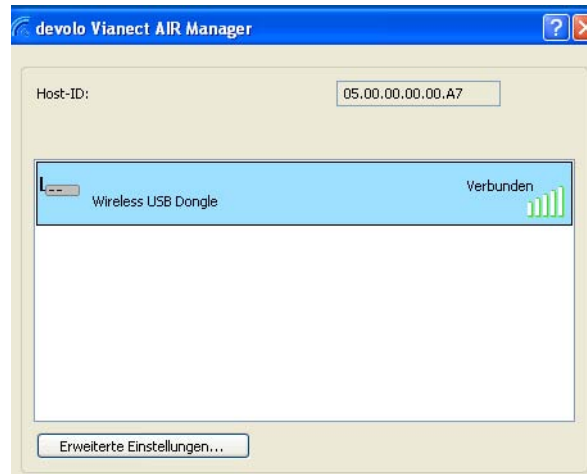 devolo Vianect AIR Manager
Host-ID: 05.00.00.00.00.A7
Verbunden
Wireless USB Dongle
Erweiterte Einstellungen...